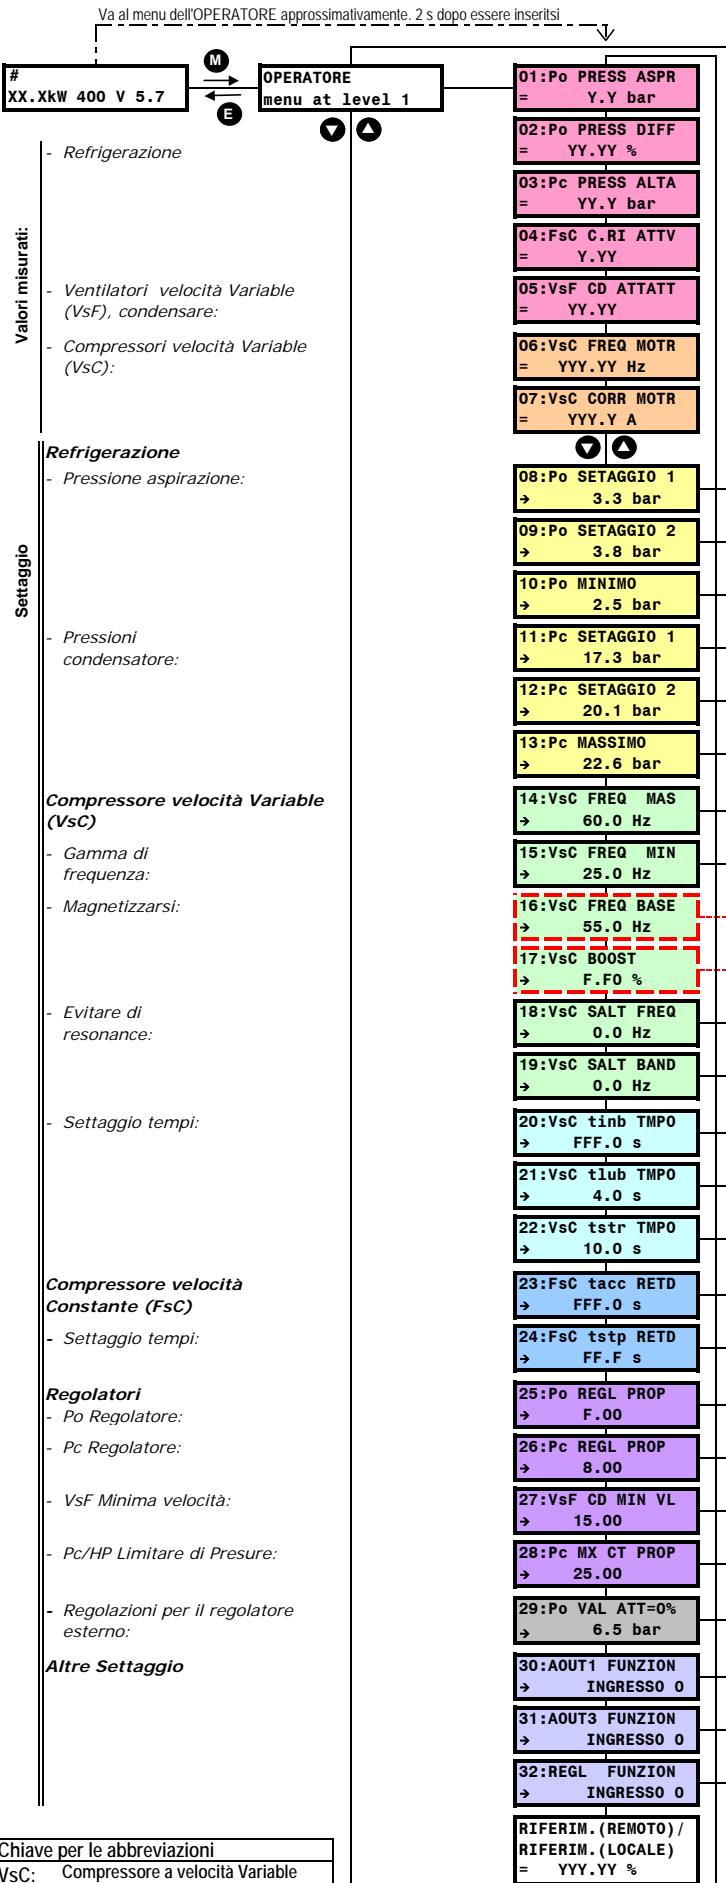 Va al menu dell'OPERATORE approssimativamente. 2 s dopo essere inseritsi
#
XX.XkW 400 V 5.7
M
E
OPERATORE
menu at level 1
01:Po PRESS ASPR
= Y.Y bar
02:Po PRESS DIFF
= YY.YY %
- Refrigerazione
03:Pc PRESS ALTA
= YY.Y bar
Valori misurati:
04:FsC C.RI ATTV
= Y.YY
- Ventilatori velocità Variable
(VsF), condensare:
05:VsF CD ATTATT
= YY.YY
- Compressori velocità Variable
(VsC):
06:VsC FREQ MOTR
= YYY.YY Hz
07:VsC CORR MOTR
= YYY.Y A
Settaggio
Refrigerazione
- Pressione aspirazione:
08:Po SETAGGIO 1
→ 3.3 bar
09:Po SETAGGIO 2
→ 3.8 bar
10:Po MINIMO
→ 2.5 bar
- Pressioni
condensatore:
11:Pc SETAGGIO 1
→ 17.3 bar
12:Pc SETAGGIO 2
→ 20.1 bar
13:Pc MASSIMO
→ 22.6 bar
Compressore velocità Variable
(VsC)
14:VsC FREQ MAS
→ 60.0 Hz
- Gamma di
frequenza:
15:VsC FREQ MIN
→ 25.0 Hz
- Magnetizzarsi:
16:VsC FREQ BASE
→ 55.0 Hz
17:VsC BOOST
→ F.F0 %
- Evitare di
resonance:
18:VsC SALT FREQ
→ 0.0 Hz
19:VsC SALT BAND
→ 0.0 Hz
- Settaggio tempi:
20:VsC tinb TMPO
→ FFF.0 s
21:VsC tlub TMPO
→ 4.0 s
22:VsC tstr TMPO
→ 10.0 s
Compressore velocità
Constante (FsC)
23:FsC tacc RETD
→ FFF.0 s
- Settaggio tempi:
24:FsC tstp RETD
→ FF.F s
Regolatori
- Po Regolatore:
25:Po REGL PROP
→ F.00
- Pc Regolatore:
26:Pc REGL PROP
→ 8.00
- VsF Minima velocità:
27:VsF CD MIN VL
→ 15.00
- Pc/HP Limitare di Presure:
28:Pc MX CT PROP
→ 25.00
- Regolazioni per il regolatore
esterno:
29:Po VAL ATT=0%
→ 6.5 bar
Altre Settaggio
30:AOUT1 FUNZION
→ INGRESSO 0
31:AOUT3 FUNZION
→ INGRESSO 0
32:REGL FUNZION
→ INGRESSO 0
RIFERIM.(REMOTO)/
RIFERIM.(LOCALE)
= YYY.YY %
Chiave per le abbreviazioni
VsC: Compressore a velocità Variable